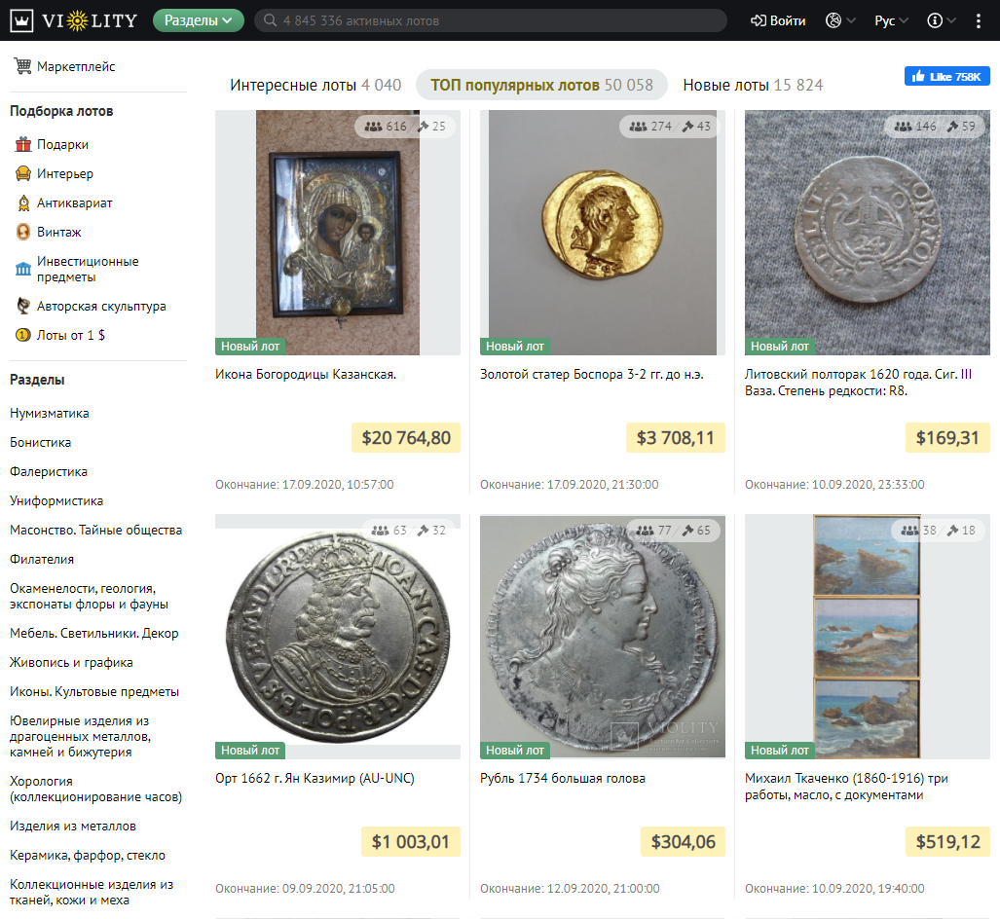 VIOLITY
Разделы
4 845 336 активных лотов
Войти
Рус
Маркетплейс
Подборка лотов
Подарки
Интерьер
Антиквариат
Винтаж
Инвестиционные
предметы
Авторская скульптура
Лоты от 1 $
Разделы
Нумизматика
Бонистика
Фалеристика
Униформистика
Масонство. Тайные общества
Филателия
Окаменелости, геология,
экспонаты флоры и фауны
Мебель. Светильники. Декор
Живопись и графика
Иконы. Культовые предметы
Ювелирные изделия из
драгоценных металлов,
камней и бижутерия
Хорология
(коллекционирование часов)
Изделия из металлов
Керамика, фарфор, стекло
Коллекционные изделия из
тканей, кожи и меха
Интересные лоты 4 040
ТОП популярных лотов 50 058
Новые лоты 15 824
Like 758K
616 25
Новый лот
Икона Богородицы Казанская.
$20 764,80
Окончание: 17.09.2020, 10:57:00
274 43
Новый лот
Золотой статер Боспора 3-2 гг. до н.э.
$3 708,11
Окончание: 17.09.2020, 21:30:00
146 59
24
Новый лот
Литовский полторак 1620 года. Сиг. III
Ваза. Степень редкости: R8.
$169,31
Окончание: 10.09.2020, 23:33:00
63 32
IOAN·CAS·D:G:R·POL
Новый лот
Орт 1662 г. Ян Казимир (AU-UNC)
$1 003,01
Окончание: 09.09.2020, 21:05:00
77 65
VIOLITY
Новый лот
Рубль 1734 большая голова
$304,06
Окончание: 12.09.2020, 21:00:00
38 18
Новый лот
Михаил Ткаченко (1860-1916) три
работы, масло, с документами
$519,12
Окончание: 10.09.2020, 19:40:00